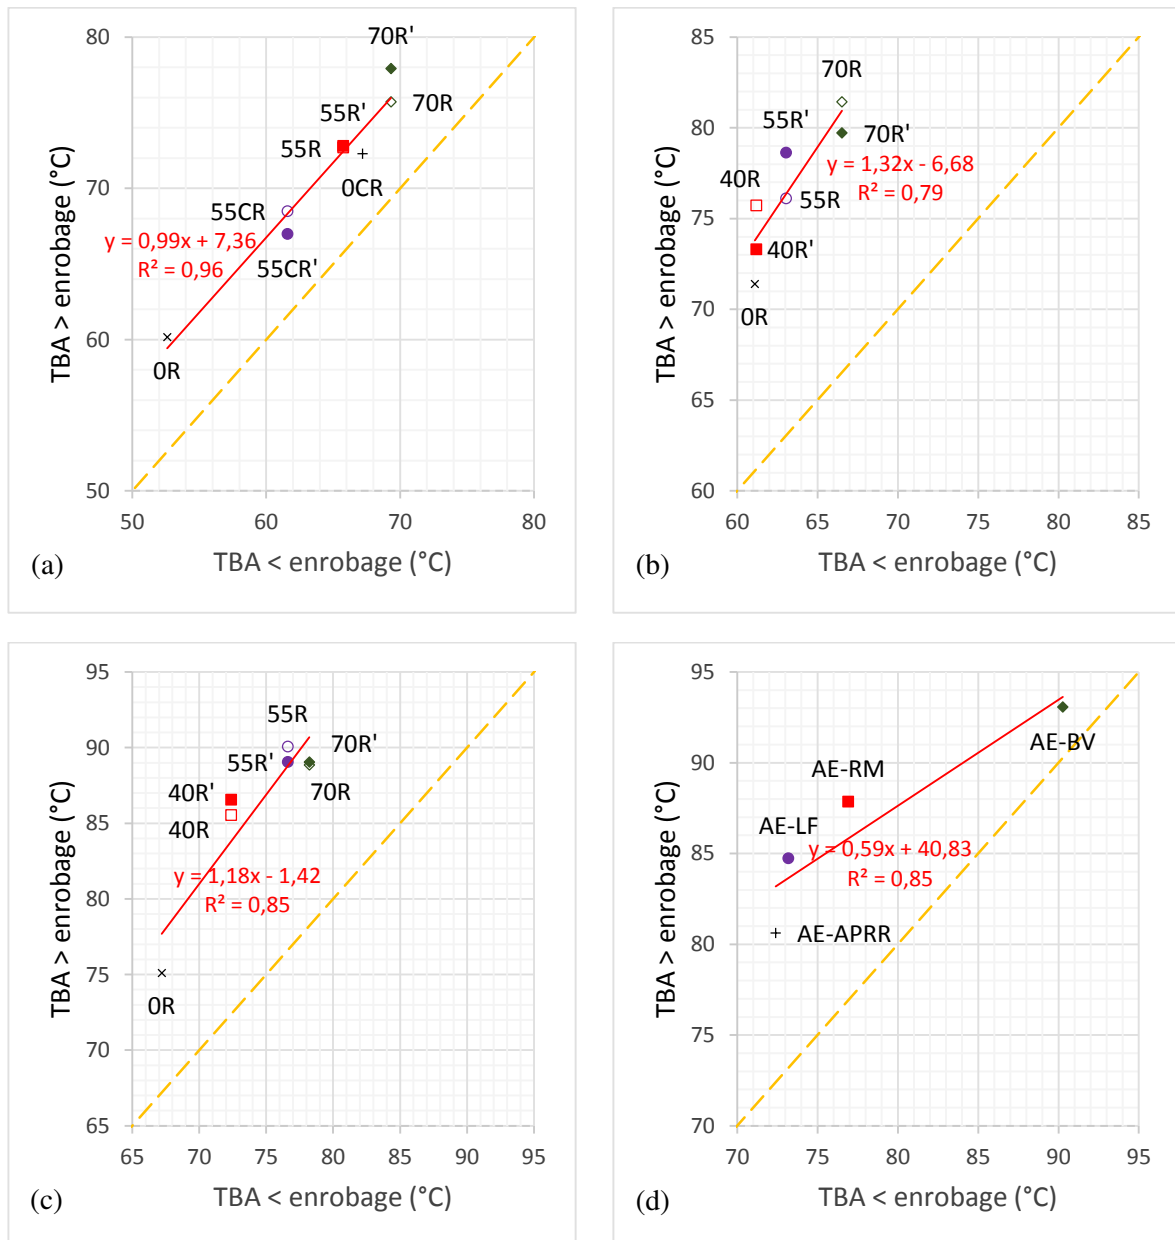 80
70
60
50
50
60
70
80
TBA > enrobage (°C)
TBA < enrobage (°C)
70R'
70R
55R'
55R
0CR
55CR
y = 0,99x + 7,36
R² = 0,96
55CR'
0R
(a)
85
80
75
70
65
60
60
65
70
75
80
85
TBA > enrobage (°C)
TBA < enrobage (°C)
70R
55R'
70R'
y = 1,32x - 6,68
R² = 0,79
40R
55R
40R'
0R
(b)
95
90
85
80
75
70
65
65
70
75
80
85
90
95
TBA > enrobage (°C)
TBA < enrobage (°C)
55R
70R'
55R'
70R
40R'
40R
y = 1,18x - 1,42
R² = 0,85
0R
(c)
95
90
85
80
75
70
70
75
80
85
90
95
TBA > enrobage (°C)
TBA < enrobage (°C)
AE-BV
AE-RM
AE-LF
y = 0,59x + 40,83
R² = 0,85
AE-APRR
(d)